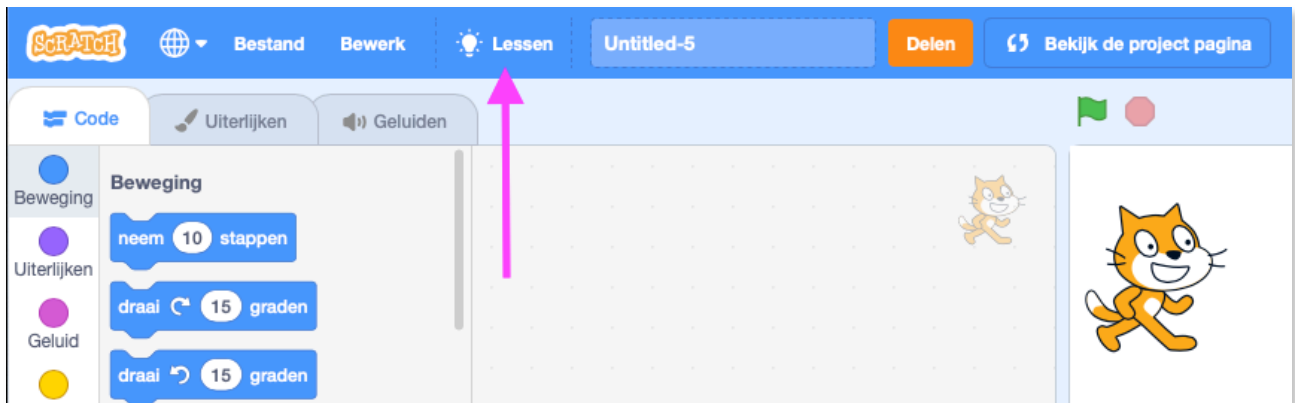 SCRATCH Bestand Bewerk Lessen Untitled-5 Delen Bekijk de project pagina
Code Uiterlijken Geluiden
Beweging
Beweging
neem 10 stappen
Uiterlijken
draai 15 graden
Geluid
draai 15 graden